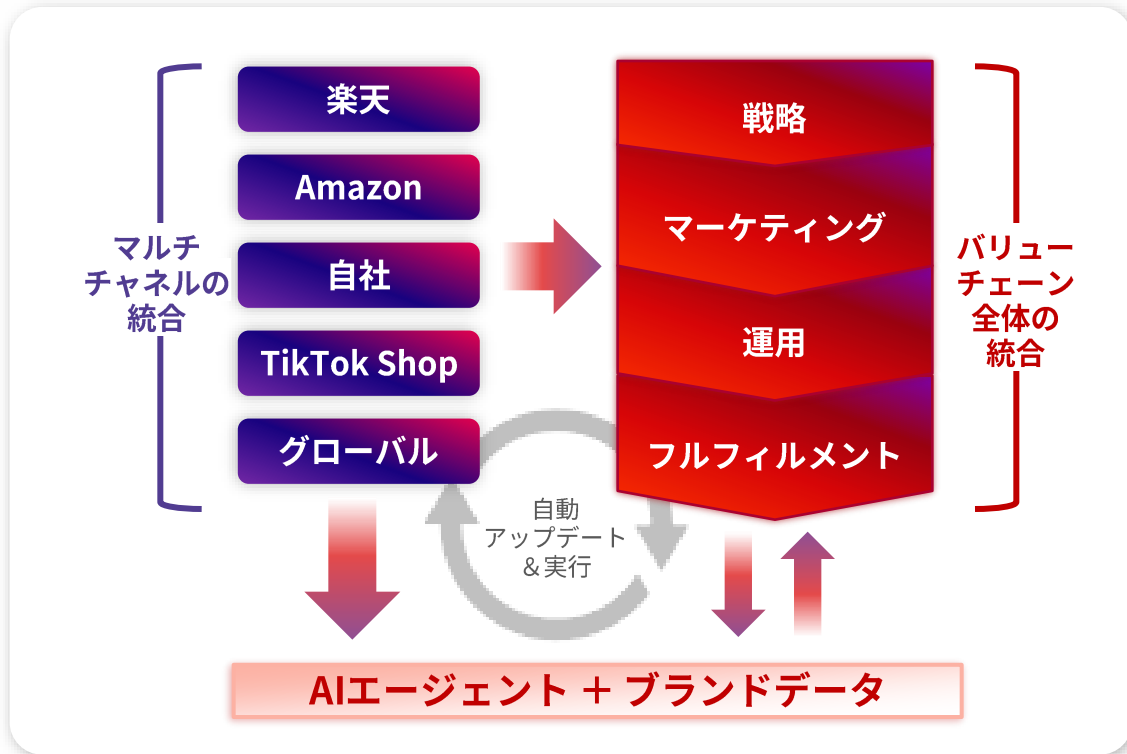 マルチ
チャネルの
統合
楽天
Amazon
自社
TikTok Shop
グローバル
戦略
マーケティング
運用
フルフィルメント
バリュー
チェーン
全体の
統合
自動
アップデート
&実行
AIエージェント ＋ ブランドデータ